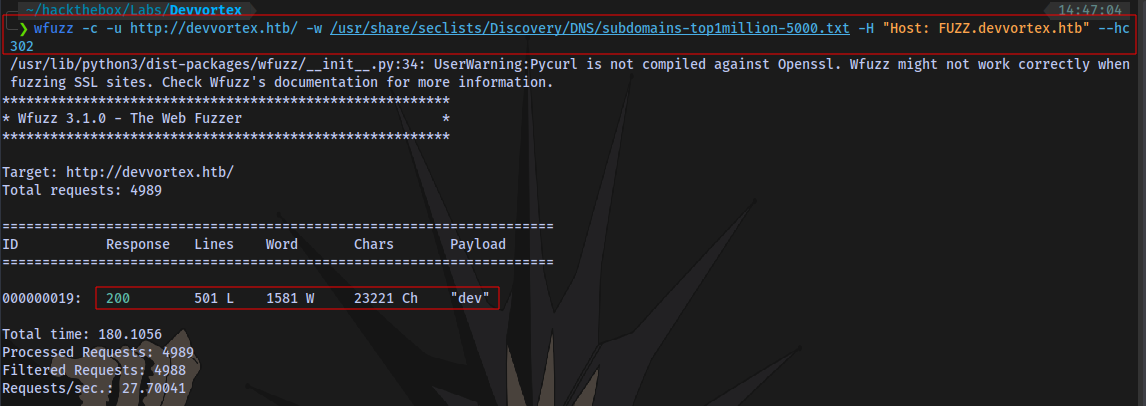 ~/hackthebox/Labs/Devvortex 14:47:04
❯ wfuzz -c -u http://devvortex.htb/ -w /usr/share/seclists/Discovery/DNS/subdomains-top1million-5000.txt -H "Host: FUZZ.devvortex.htb" --hc
302
/usr/lib/python3/dist-packages/wfuzz/__init__.py:34: UserWarning:Pycurl is not compiled against Openssl. Wfuzz might not work correctly when
fuzzing SSL sites. Check Wfuzz's documentation for more information.
********************************************************
* Wfuzz 3.1.0 - The Web Fuzzer                         *
********************************************************
Target: http://devvortex.htb/
Total requests: 4989
=====================================================================
ID           Response   Lines    Word       Chars       Payload
=====================================================================
000000019:   200        501 L    1581 W     23221 Ch    "dev"
Total time: 180.1056
Processed Requests: 4989
Filtered Requests: 4988
Requests/sec.: 27.70041